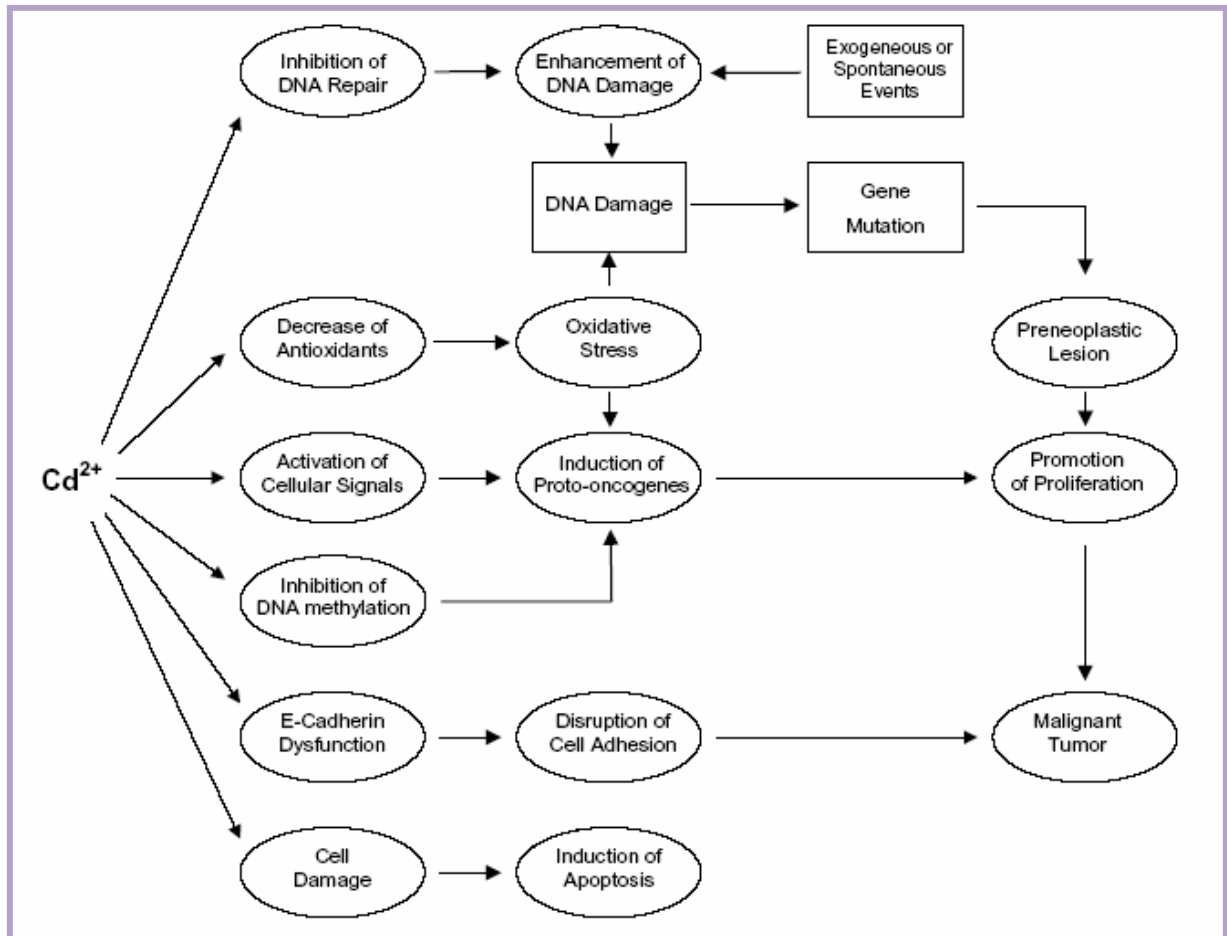 Inhibition of
DNA Repair
Enhancement of
DNA Damage
Exogeneous or
Spontaneous
Events
DNA Damage
Gene
Mutation
Decrease of
Antioxidants
Oxidative
Stress
Preneoplastic
Lesion
Cd²⁺
Activation of
Cellular Signals
Induction of
Proto-oncogenes
Promotion
of Proliferation
Inhibition of
DNA methylation
E-Cadherin
Dysfunction
Disruption of
Cell Adhesion
Malignant
Tumor
Cell
Damage
Induction of
Apoptosis